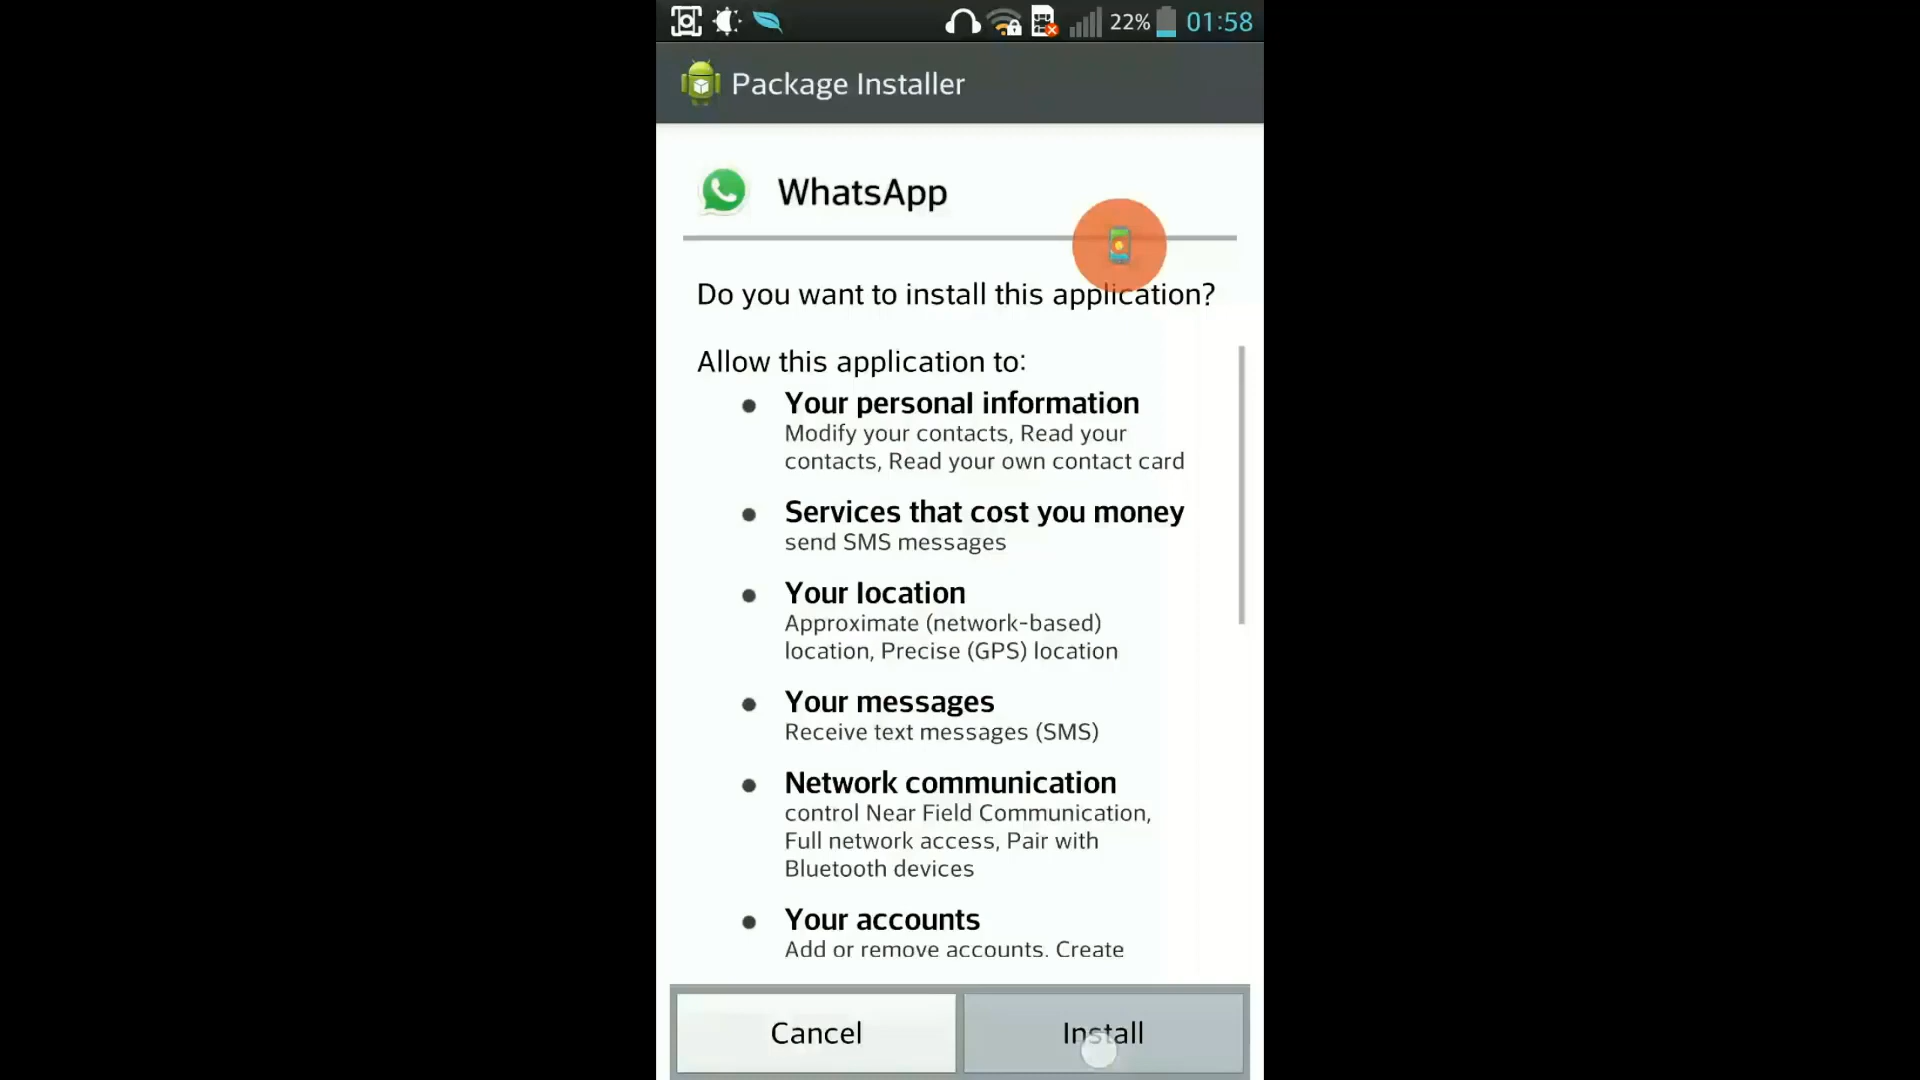 22% 01:58
Package Installer
WhatsApp
Do you want to install this application?
Allow this application to:
Your personal information
Modify your contacts, Read your
contacts, Read your own contact card
Services that cost you money
send SMS messages
Your location
Approximate (network-based)
location, Precise (GPS) location
Your messages
Receive text messages (SMS)
Network communication
control Near Field Communication,
Full network access, Pair with
Bluetooth devices
Your accounts
Add or remove accounts, Create
Cancel Install